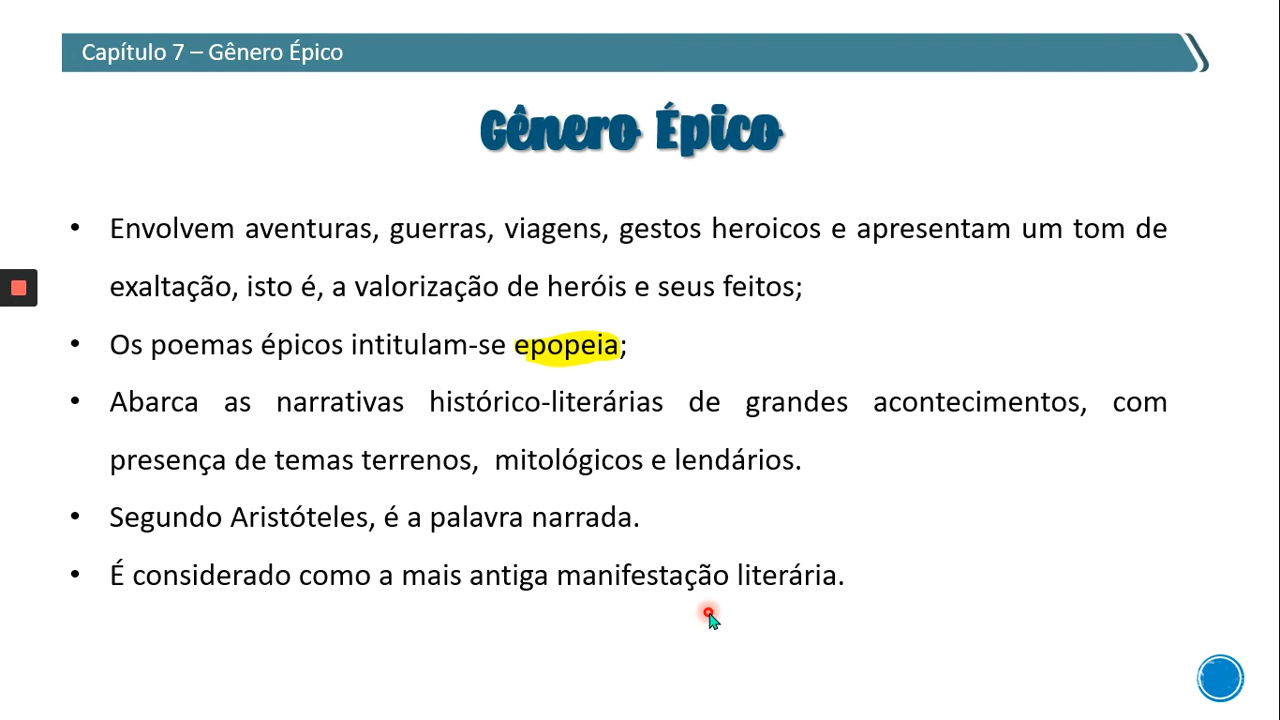 Capítulo 7 – Gênero Épico
Gênero Épico
• Envolvem aventuras, guerras, viagens, gestos heroicos e apresentam um tom de
exaltação, isto é, a valorização de heróis e seus feitos;
• Os poemas épicos intitulam-se epopeia;
• Abarca as narrativas histórico-literárias de grandes acontecimentos, com
presença de temas terrenos, mitológicos e lendários.
• Segundo Aristóteles, é a palavra narrada.
• É considerado como a mais antiga manifestação literária.